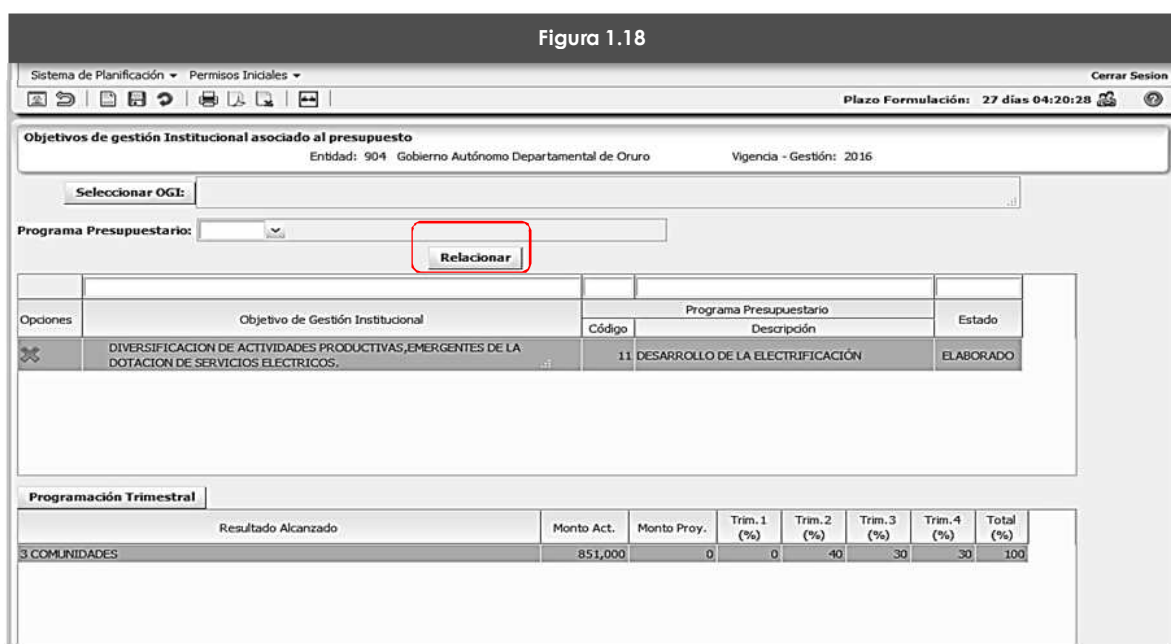 Figura 1.18
Sistema de Planificación Permisos Iniciales Cerrar Sesion
Plazo Formulación: 27 días 04:20:28
Objetivos de gestión Institucional asociado al presupuesto
Entidad: 904 Gobierno Autónomo Departamental de Oruro Vigencia - Gestión: 2016
Seleccionar OGI:
Programa Presupuestario:
Relacionar
Opciones Objetivo de Gestión Institucional Programa Presupuestario Estado
Código Descripción
DIVERSIFICACION DE ACTIVIDADES PRODUCTIVAS,EMERGENTES DE LA
DOTACION DE SERVICIOS ELECTRICOS.
11 DESARROLLO DE LA ELECTRIFICACIÓN ELABORADO
Programación Trimestral
Resultado Alcanzado Monto Act. Monto Proy. Trim.1 (%) Trim.2 (%) Trim.3 (%) Trim.4 (%) Total (%)
3 COMUNIDADES 851,000 0 0 40 30 30 100